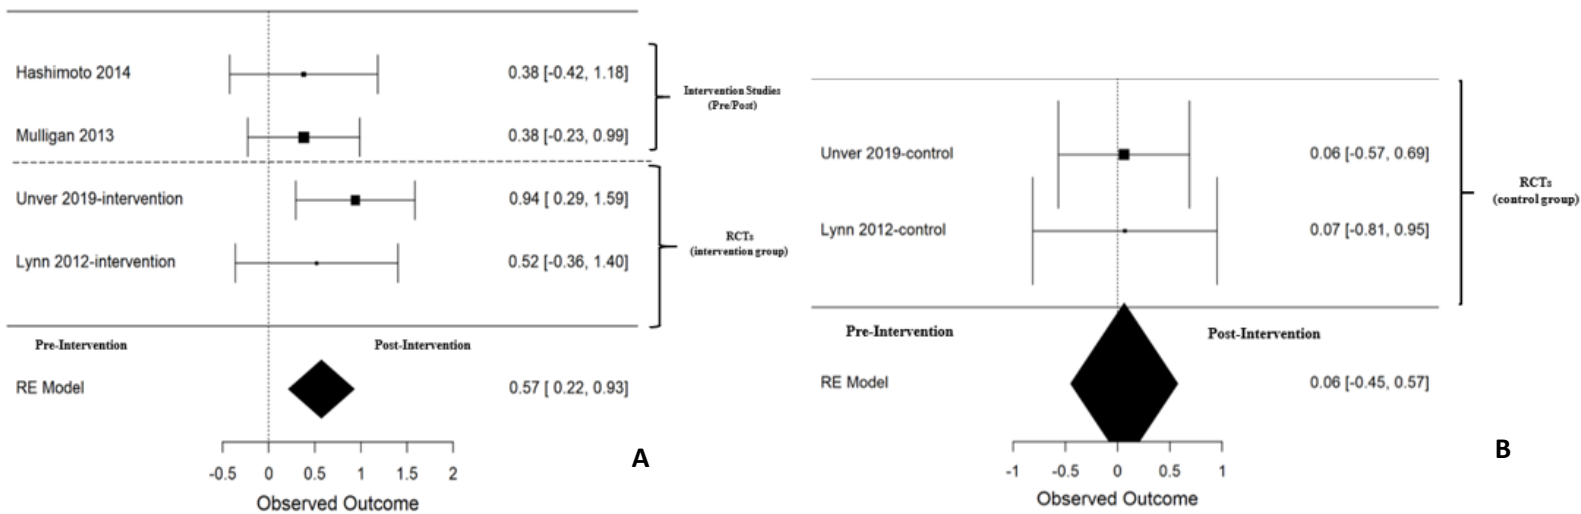 Hashimoto 2014 0.38 [-0.42, 1.18]
Intervention Studies
(Pre/Post)
Mulligan 2013 0.38 [-0.23, 0.99]
Unver 2019-intervention 0.94 [ 0.29, 1.59]
RCTs
(intervention group)
Lynn 2012-intervention 0.52 [-0.36, 1.40]
Pre-Intervention Post-Intervention
RE Model 0.57 [ 0.22, 0.93]
-0.5 0 0.5 1 1.5 2
Observed Outcome
A
Unver 2019-control 0.06 [-0.57, 0.69]
RCTs
(control group)
Lynn 2012-control 0.07 [-0.81, 0.95]
Pre-Intervention Post-Intervention
RE Model 0.06 [-0.45, 0.57]
-1 -0.5 0 0.5 1
Observed Outcome
B